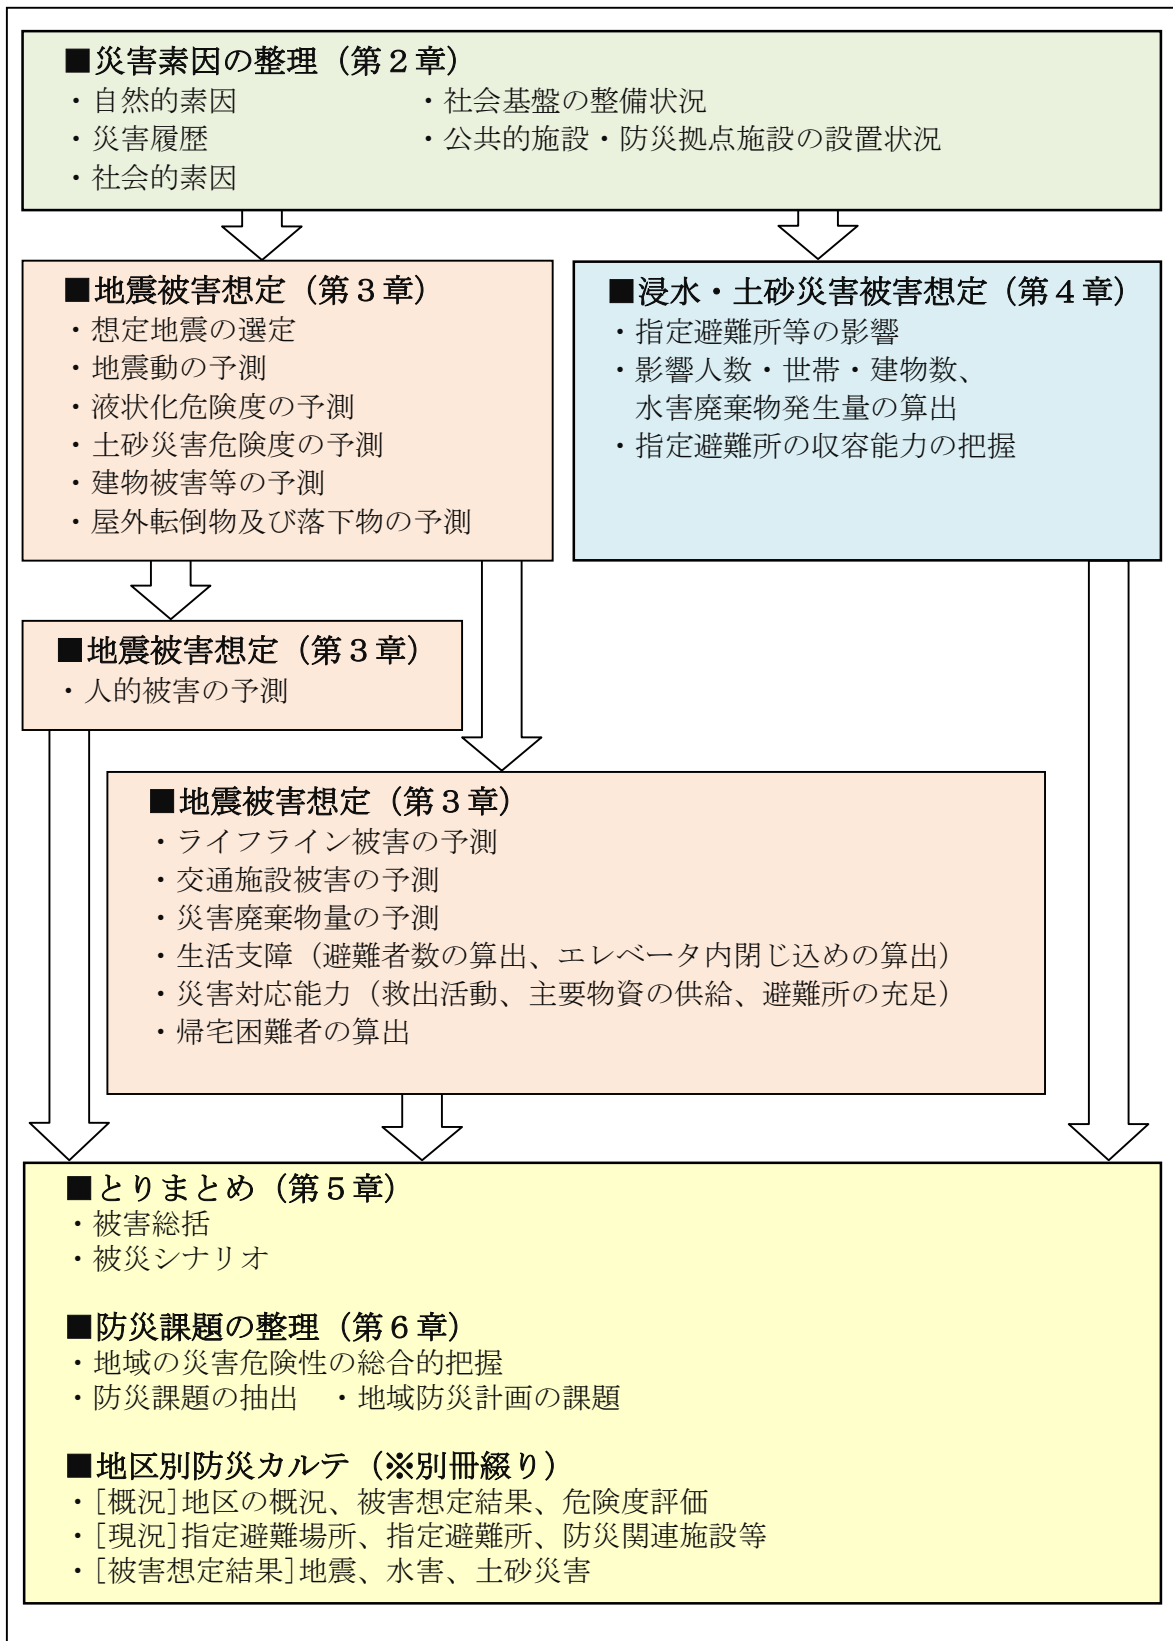 ■災害素因の整理（第２章）
・自然的素因　　　　　　・社会基盤の整備状況
・災害履歴　　　　　　　・公共的施設・防災拠点施設の設置状況
・社会的素因
■地震被害想定（第３章）
・想定地震の選定
・地震動の予測
・液状化危険度の予測
・土砂災害危険度の予測
・建物被害等の予測
・屋外転倒物及び落下物の予測
■浸水・土砂災害被害想定（第４章）
・指定避難所等の影響
・影響人数・世帯・建物数、
水害廃棄物発生量の算出
・指定避難所の収容能力の把握
■地震被害想定（第３章）
・人的被害の予測
■地震被害想定（第３章）
・ライフライン被害の予測
・交通施設被害の予測
・災害廃棄物量の予測
・生活支障（避難者数の算出、エレベータ内閉じ込めの算出）
・災害対応能力（救出活動、主要物資の供給、避難所の充足）
・帰宅困難者の算出
■とりまとめ（第５章）
・被害総括
・被災シナリオ
■防災課題の整理（第６章）
・地域の災害危険性の総合的把握
・防災課題の抽出　・地域防災計画の課題
■地区別防災カルテ（※別冊綴り）
・[概況]地区の概況、被害想定結果、危険度評価
・[現況]指定避難場所、指定避難所、防災関連施設等
・[被害想定結果]地震、水害、土砂災害